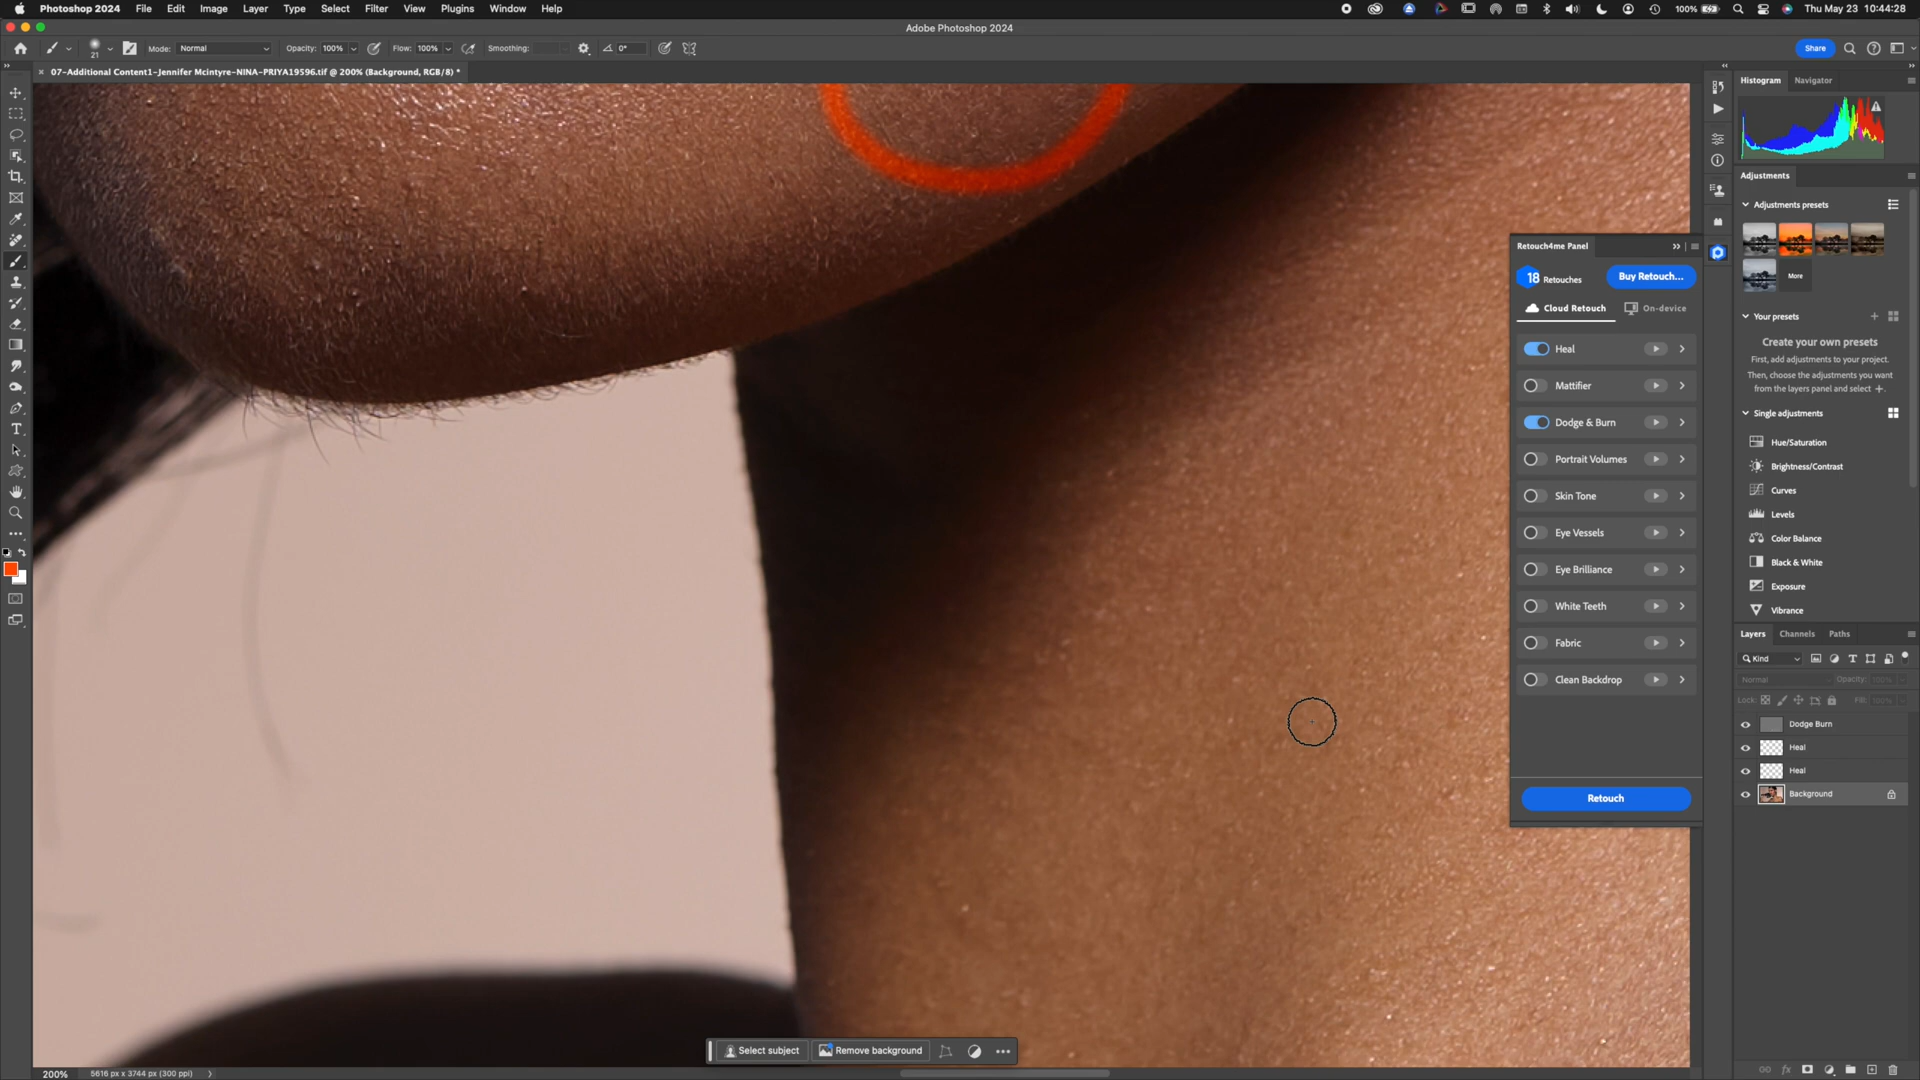 Photoshop 2024 File Edit Image Layer Type Select Filter View Plugins Window Help 100% Thu May 23 10:44:28
Adobe Photoshop 2024
21 Mode: Normal Opacity: 100% Flow: 100% Smoothing: 0° Share
07-Additional Content1-Jennifer Mcintyre-NINA-PRIYA19596.tif @ 200% (Background, RGB/8) *
Histogram Navigator
Adjustments
Adjustments presets
More
Your presets
Create your own presets
First, add adjustments to your project.
Then, choose the adjustments you want
from the layers panel and select +.
Single adjustments
Hue/Saturation
Brightness/Contrast
Curves
Levels
Color Balance
Black & White
Exposure
Vibrance
Retouch4me Panel
18 Retouches Buy Retouch...
Cloud Retouch On-device
Heal
Mattifier
Dodge & Burn
Portrait Volumes
Skin Tone
Eye Vessels
Eye Brilliance
White Teeth
Fabric
Clean Backdrop
Retouch
Layers Channels Paths
Kind
Normal Opacity: 100%
Lock: Fill: 100%
Dodge Burn
Heal
Heal
Background
Select subject Remove background
200% 5616 px x 3744 px (300 ppi)